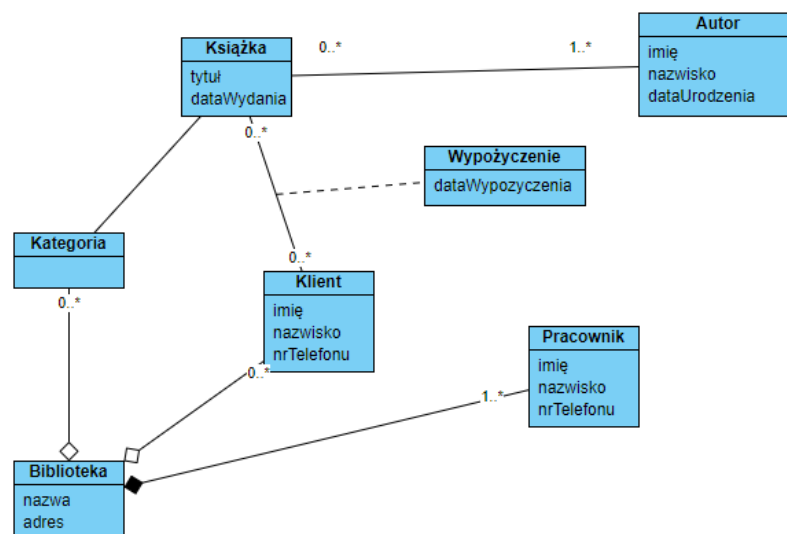 Książka
tytuł
dataWydania
0..*
1..*
Autor
imię
nazwisko
dataUrodzenia
0..*
Wypożyczenie
dataWypozyczenia
Kategoria
0..*
0..*
Klient
imię
nazwisko
nrTelefonu
0..*
Pracownik
imię
nazwisko
nrTelefonu
1..*
Biblioteka
nazwa
adres